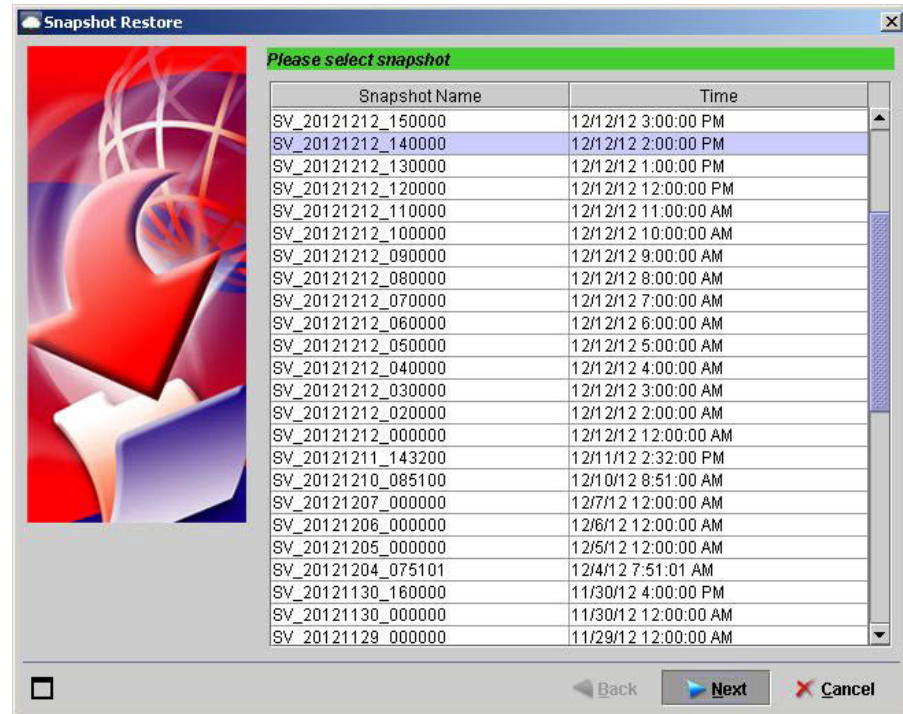 Snapshot Restore
Please select snapshot
Snapshot Name Time
SV_20121212_150000 12/12/12 3:00:00 PM
SV_20121212_140000 12/12/12 2:00:00 PM
SV_20121212_130000 12/12/12 1:00:00 PM
SV_20121212_120000 12/12/12 12:00:00 PM
SV_20121212_110000 12/12/12 11:00:00 AM
SV_20121212_100000 12/12/12 10:00:00 AM
SV_20121212_090000 12/12/12 9:00:00 AM
SV_20121212_080000 12/12/12 8:00:00 AM
SV_20121212_070000 12/12/12 7:00:00 AM
SV_20121212_060000 12/12/12 6:00:00 AM
SV_20121212_050000 12/12/12 5:00:00 AM
SV_20121212_040000 12/12/12 4:00:00 AM
SV_20121212_030000 12/12/12 3:00:00 AM
SV_20121212_020000 12/12/12 2:00:00 AM
SV_20121212_000000 12/12/12 12:00:00 AM
SV_20121211_143200 12/11/12 2:32:00 PM
SV_20121210_085100 12/10/12 8:51:00 AM
SV_20121207_000000 12/7/12 12:00:00 AM
SV_20121206_000000 12/6/12 12:00:00 AM
SV_20121205_000000 12/5/12 12:00:00 AM
SV_20121204_075101 12/4/12 7:51:01 AM
SV_20121130_160000 11/30/12 4:00:00 PM
SV_20121130_000000 11/30/12 12:00:00 AM
SV_20121129_000000 11/29/12 12:00:00 AM
Back Next Cancel